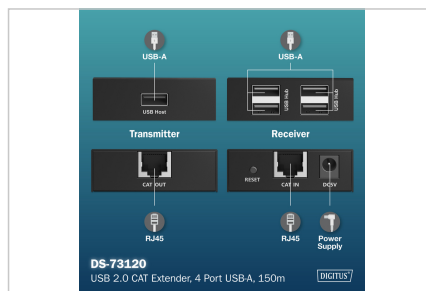 USB-A
USB-A
USB Host
USB Hub
USB Hub
Transmitter
Receiver
CAT OUT
RESET
CAT IN
DC5V
RJ45
RJ45
Power
Supply
DS-73120
USB 2.0 CAT Extender, 4 Port USB-A, 150m
DIGITUS